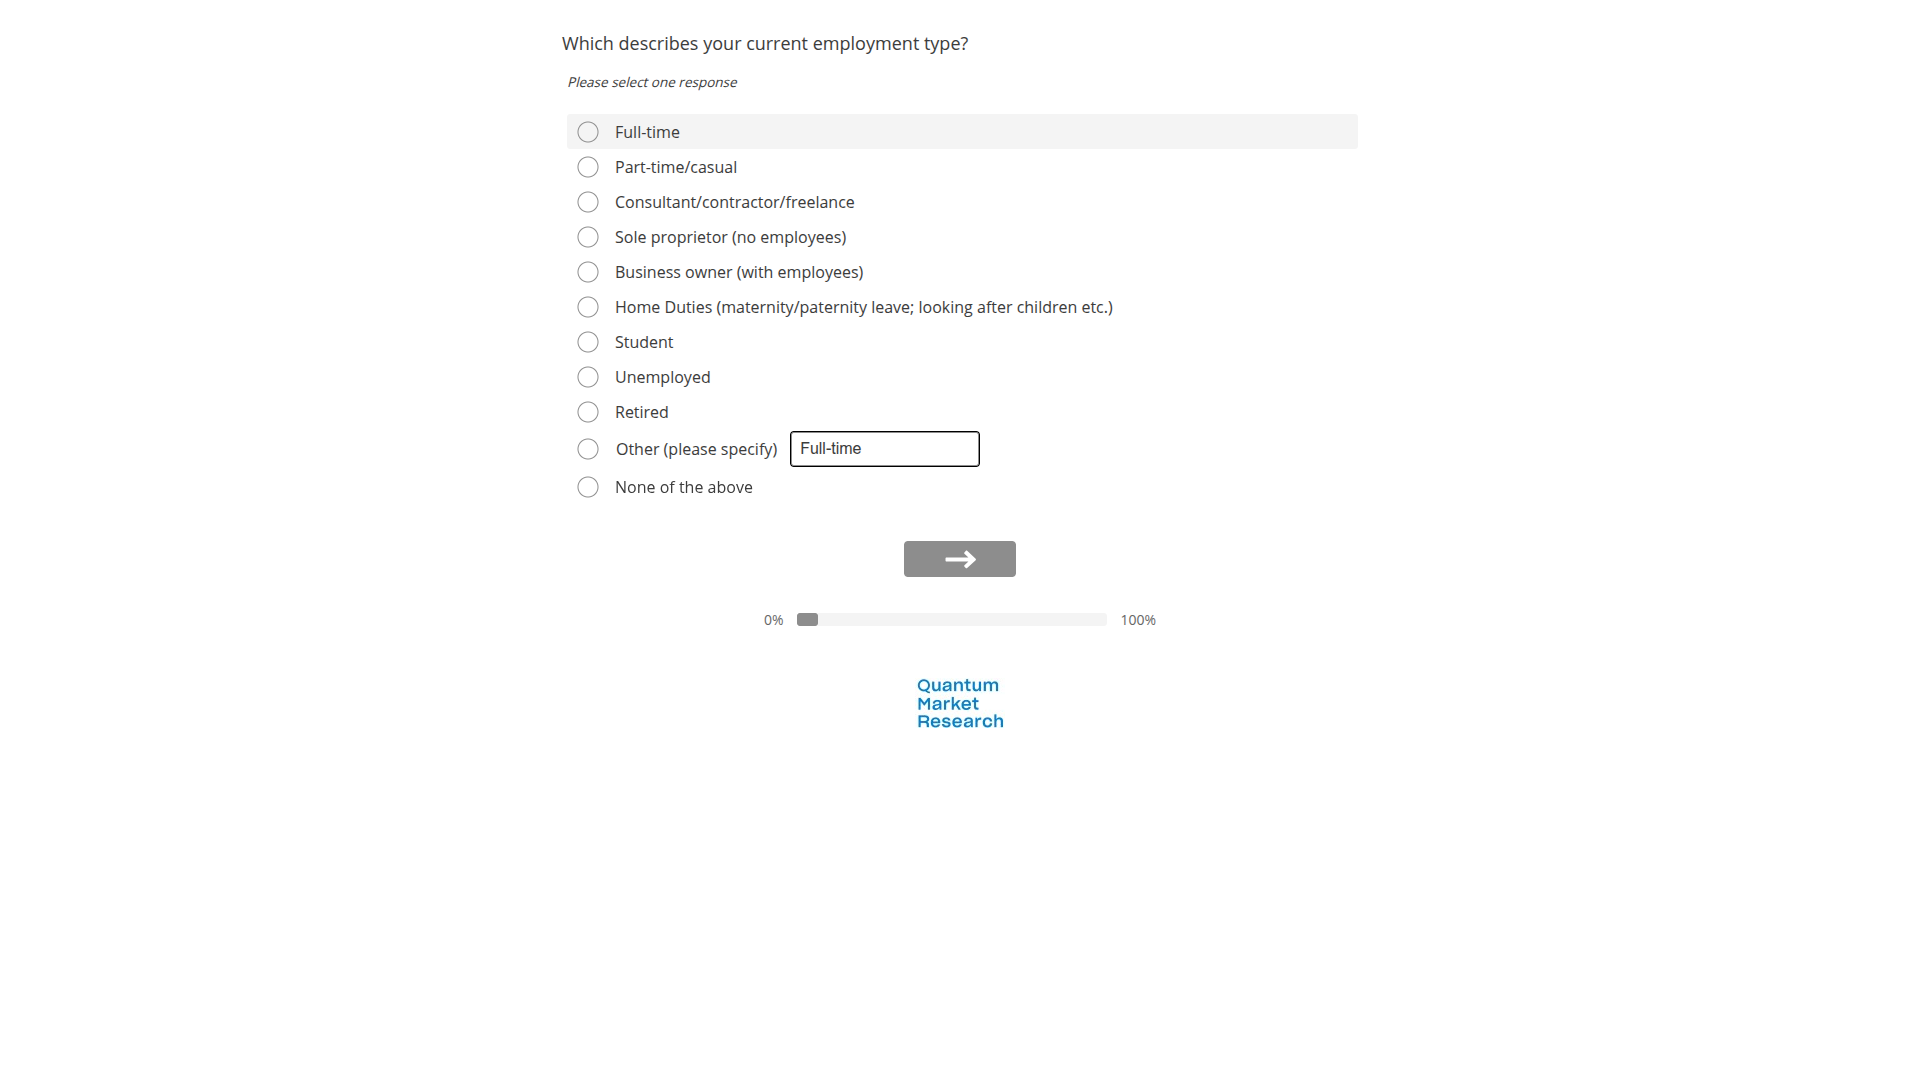 Which describes your current employment type?
Please select one response
Full-time
Part-time/casual
Consultant/contractor/freelance
Sole proprietor (no employees)
Business owner (with employees)
Home Duties (maternity/paternity leave; looking after children etc.)
Student
Unemployed
Retired
Other (please specify) Full-time
None of the above
0% 100%
Quantum
Market
Research